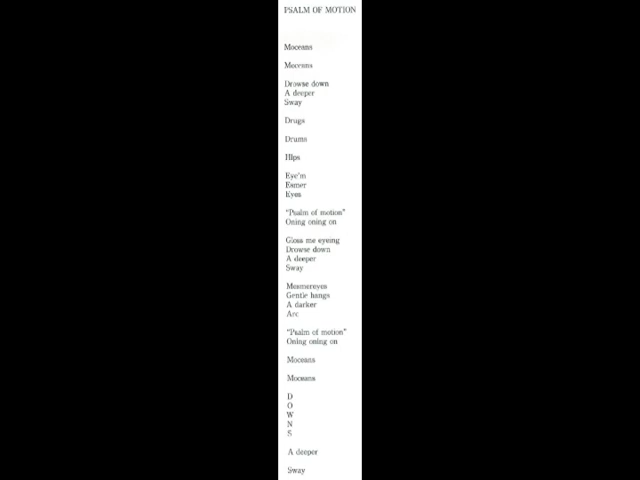 PSALM OF MOTION
Moceans
Moceans
Drowse down
A deeper
Sway
Drugs
Drums
Hips
Eye'm
Esmer
Eyes
"Psalm of motion"
Oning oning on
Gloss me eyeing
Drowse down
A deeper
Sway
Mesmereyes
Gentle hangs
A darker
Arc
"Psalm of motion"
Oning oning on
Moceans
Moceans
D
O
W
N
S
A deeper
Sway